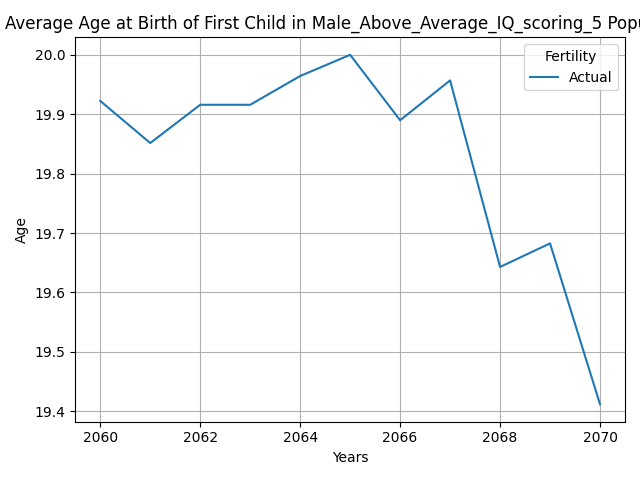 Average Age at Birth of First Child in Male_Above_Average_IQ_scoring_5 Popu
Fertility
Actual
20.0
19.9
19.8
19.7
19.6
19.5
19.4
Age
2060 2062 2064 2066 2068 2070
Years